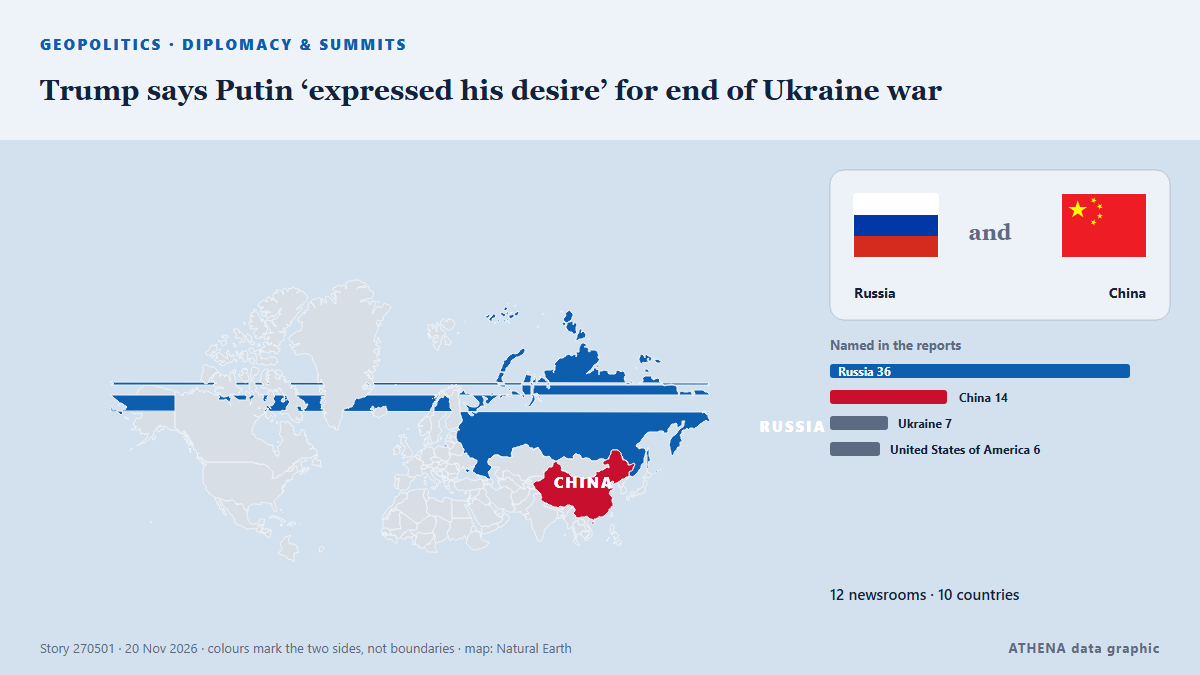 GEOPOLITICS · DIPLOMACY & SUMMITS
Trump says Putin ‘expressed his desire’ for end of Ukraine war
and
Russia
China
Named in the reports
Russia 36
China 14
Ukraine 7
United States of America 6
RUSSIA
CHINA
12 newsrooms · 10 countries
Story 270501 · 20 Nov 2026 · colours mark the two sides, not boundaries · map: Natural Earth
ATHENA data graphic